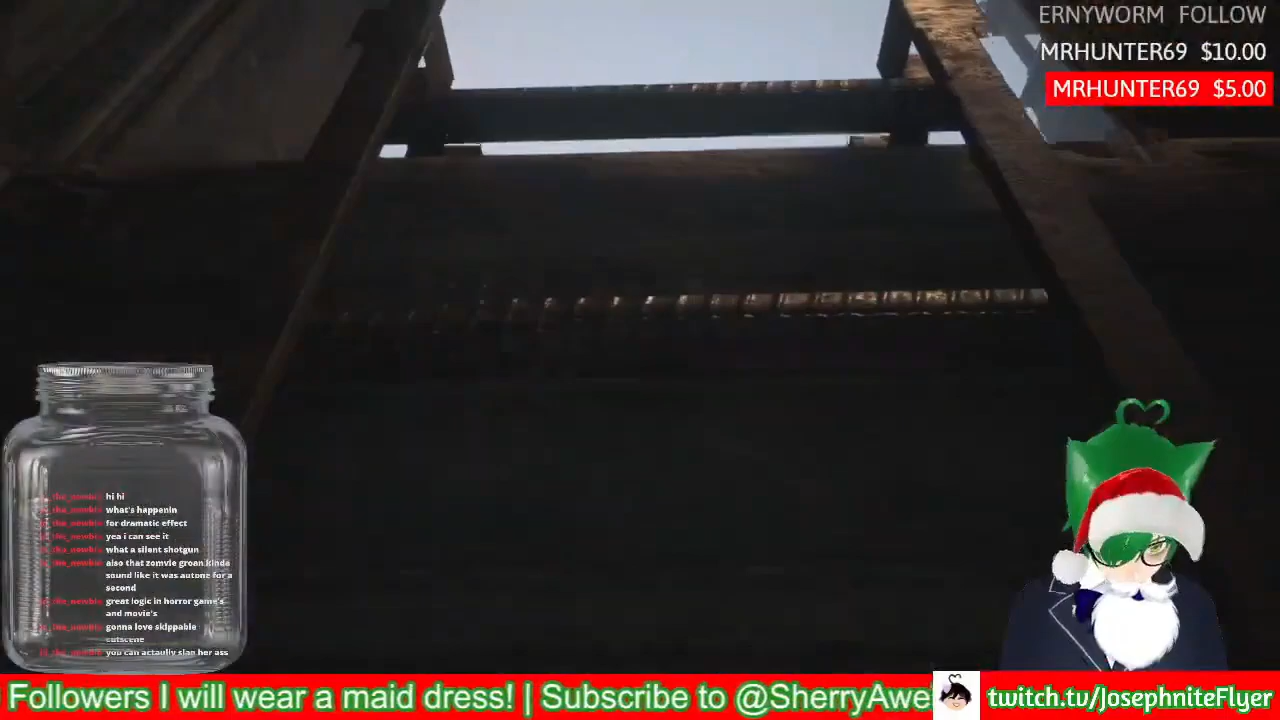 ERNYWORM FOLLOW
MRHUNTER69 $10.00
MRHUNTER69 $5.00
hi hi
what's happenin
for dramatic effect
yea i can see it
what a silent shotgun
also that zomvie groan kinda
sound like it was autone for a
second
great logic in horror game's
and movie's
gonna love skippable
cutscene
you can actaully slap her ass
Followers I will wear a maid dress! | Subscribe to @SherryAwe
twitch.tv/JosephniteFlyer